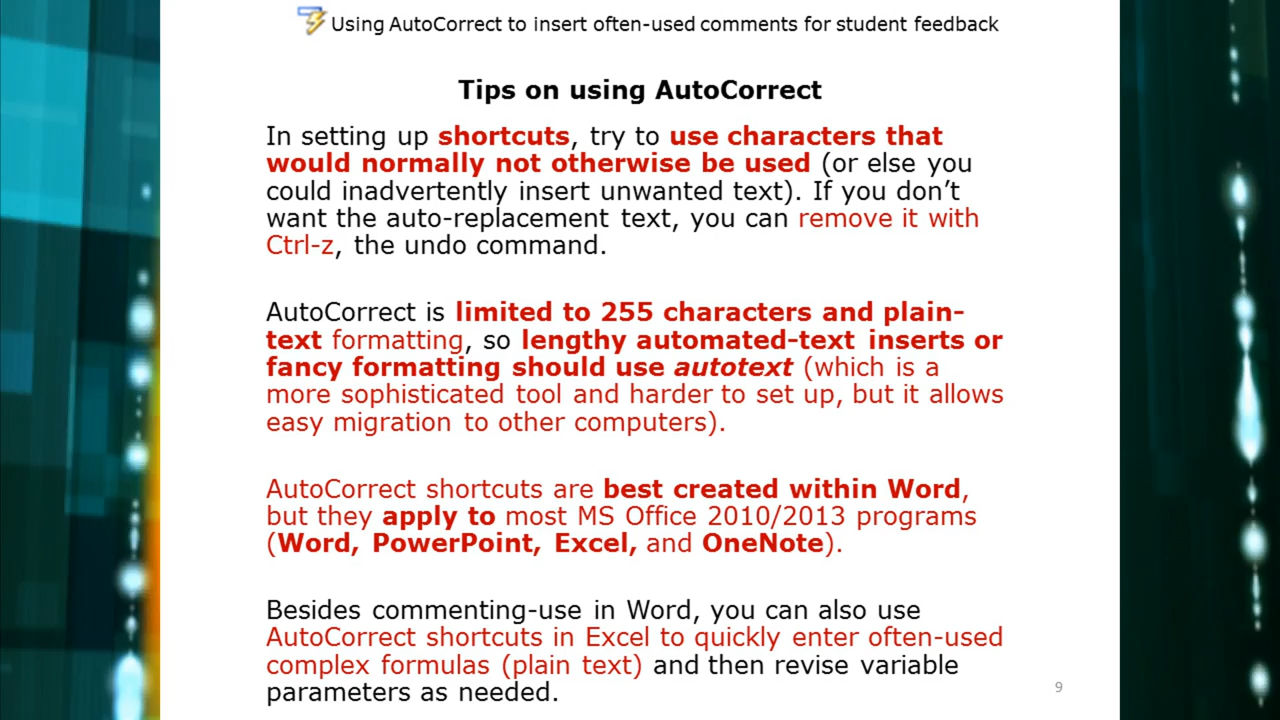 Using AutoCorrect to insert often-used comments for student feedback
Tips on using AutoCorrect
In setting up shortcuts, try to use characters that
would normally not otherwise be used (or else you
could inadvertently insert unwanted text). If you don’t
want the auto-replacement text, you can remove it with
Ctrl-z, the undo command.
AutoCorrect is limited to 255 characters and plain-
text formatting, so lengthy automated-text inserts or
fancy formatting should use autotext (which is a
more sophisticated tool and harder to set up, but it allows
easy migration to other computers).
AutoCorrect shortcuts are best created within Word,
but they apply to most MS Office 2010/2013 programs
(Word, PowerPoint, Excel, and OneNote).
Besides commenting-use in Word, you can also use
AutoCorrect shortcuts in Excel to quickly enter often-used
complex formulas (plain text) and then revise variable
parameters as needed.
9